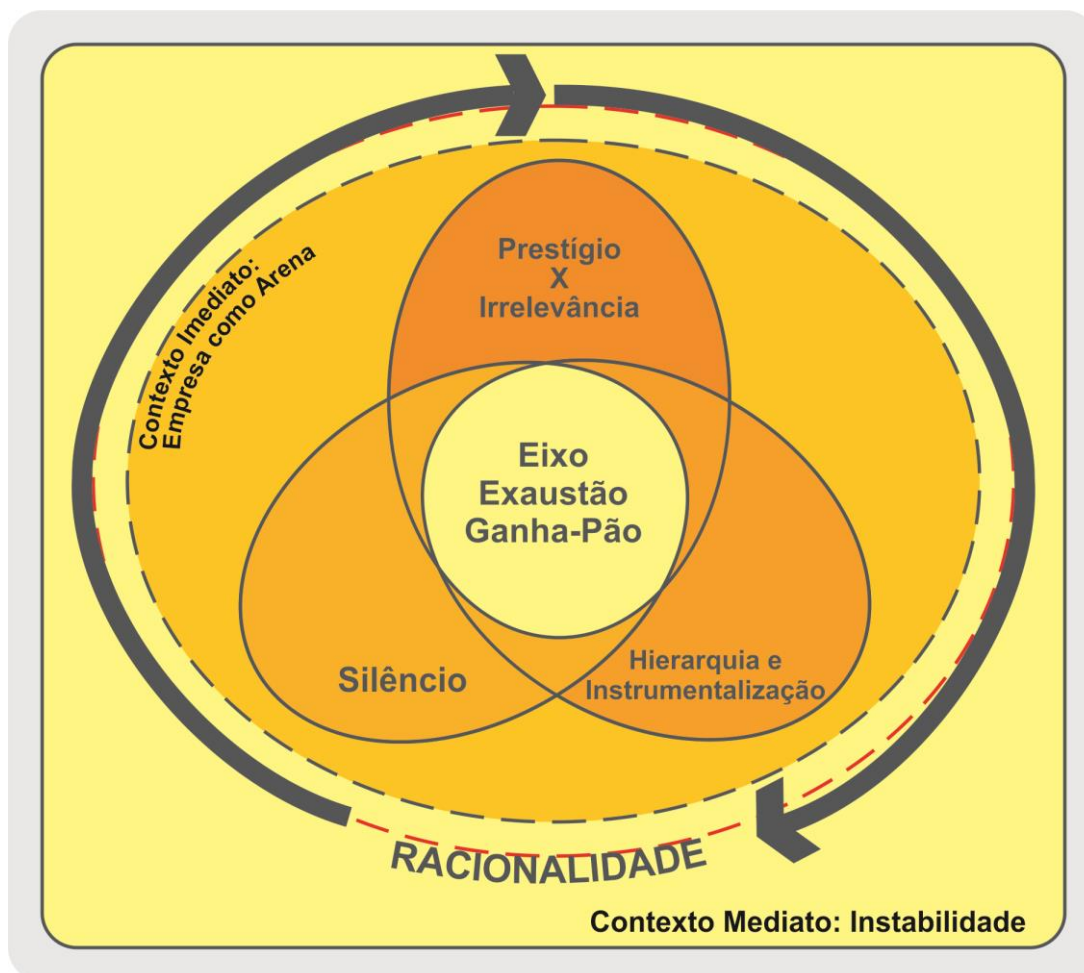 Contexto Imediato:
Empresa como Arena
Prestígio
X
Irrelevância
Eixo
Exaustão
Ganha-Pão
Silêncio
Hierarquia e
Instrumentalização
RACIONALIDADE
Contexto Mediato: Instabilidade